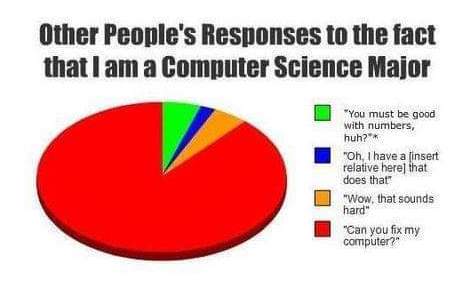 Other People's Responses to the fact
that I am a Computer Science Major
"You must be good
with numbers,
huh?"*
"Oh, I have a [insert
relative here] that
does that"
"Wow, that sounds
hard"
"Can you fix my
computer?"